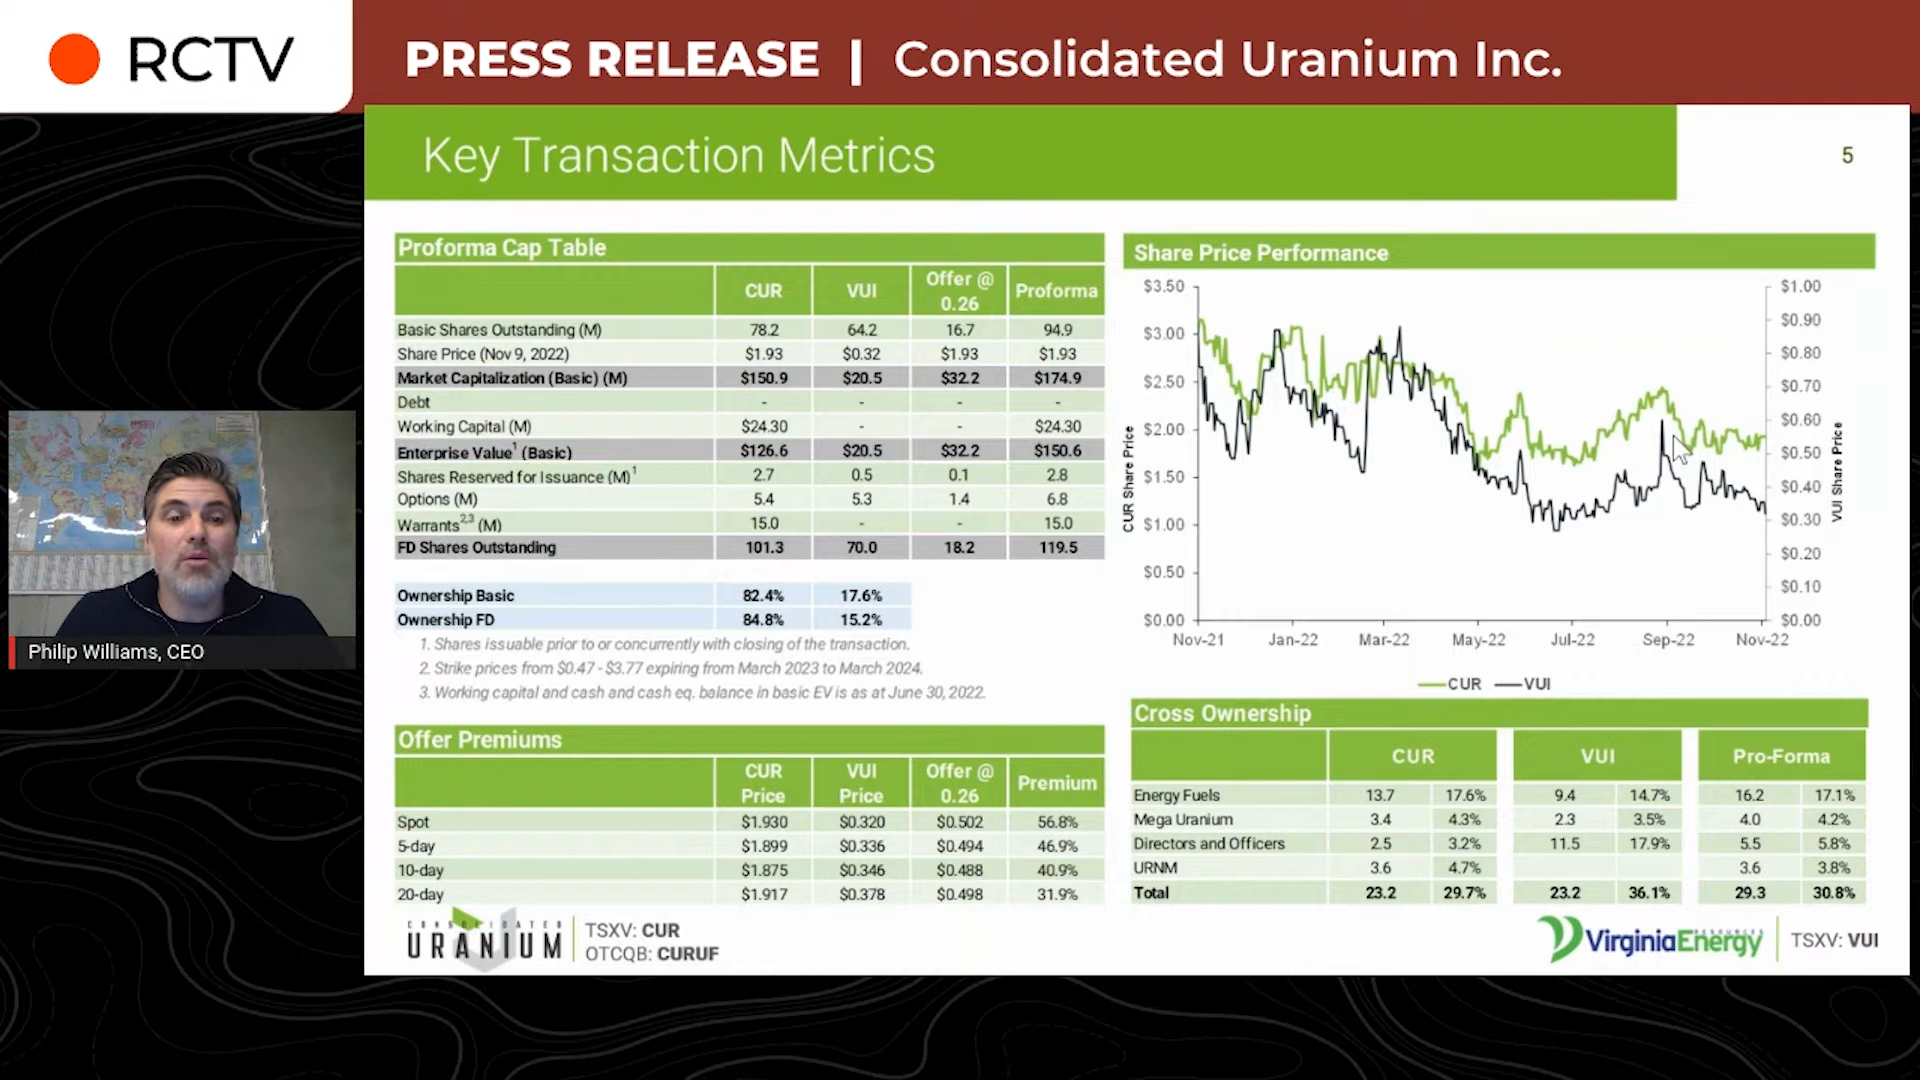 RCTV
PRESS RELEASE | Consolidated Uranium Inc.
Key Transaction Metrics
5
Proforma Cap Table
CUR VUI Offer @ 0.26 Proforma
Basic Shares Outstanding (M) 78.2 64.2 16.7 94.9
Share Price (Nov 9, 2022) $1.93 $0.32 $1.93 $1.93
Market Capitalization (Basic) (M) $150.9 $20.5 $32.2 $174.9
Debt - - - -
Working Capital (M) $24.30 - - $24.30
Enterprise Value1 (Basic) $126.6 $20.5 $32.2 $150.6
Shares Reserved for Issuance (M)1 2.7 0.5 0.1 2.8
Options (M) 5.4 5.3 1.4 6.8
Warrants2,3 (M) 15.0 - - 15.0
FD Shares Outstanding 101.3 70.0 18.2 119.5
Ownership Basic 82.4% 17.6%
Ownership FD 84.8% 15.2%
1. Shares issuable prior to or concurrently with closing of the transaction.
2. Strike prices from $0.47 - $3.77 expiring from March 2023 to March 2024.
3. Working capital and cash and cash eq. balance in basic EV is as at June 30, 2022.
Offer Premiums
CUR Price VUI Price Offer @ 0.26 Premium
Spot $1.930 $0.320 $0.502 56.8%
5-day $1.899 $0.336 $0.494 46.9%
10-day $1.875 $0.346 $0.488 40.9%
20-day $1.917 $0.378 $0.498 31.9%
Share Price Performance
$3.50
$3.00
$2.50
$2.00
$1.50
$1.00
$0.50
$0.00
CUR Share Price
$1.00
$0.90
$0.80
$0.70
$0.60
$0.50
$0.40
$0.30
$0.20
$0.10
$0.00
VUI Share Price
Nov-21 Jan-22 Mar-22 May-22 Jul-22 Sep-22 Nov-22
CUR VUI
Cross Ownership
CUR VUI Pro-Forma
Energy Fuels 13.7 17.6% 9.4 14.7% 16.2 17.1%
Mega Uranium 3.4 4.3% 2.3 3.5% 4.0 4.2%
Directors and Officers 2.5 3.2% 11.5 17.9% 5.5 5.8%
URNM 3.6 4.7% 3.6 3.8%
Total 23.2 29.7% 23.2 36.1% 29.3 30.8%
CONSOLIDATED
URANIUM
TSXV: CUR
OTCQB: CURUF
VirginiaEnergy
RESOURCES
TSXV: VUI
Philip Williams, CEO